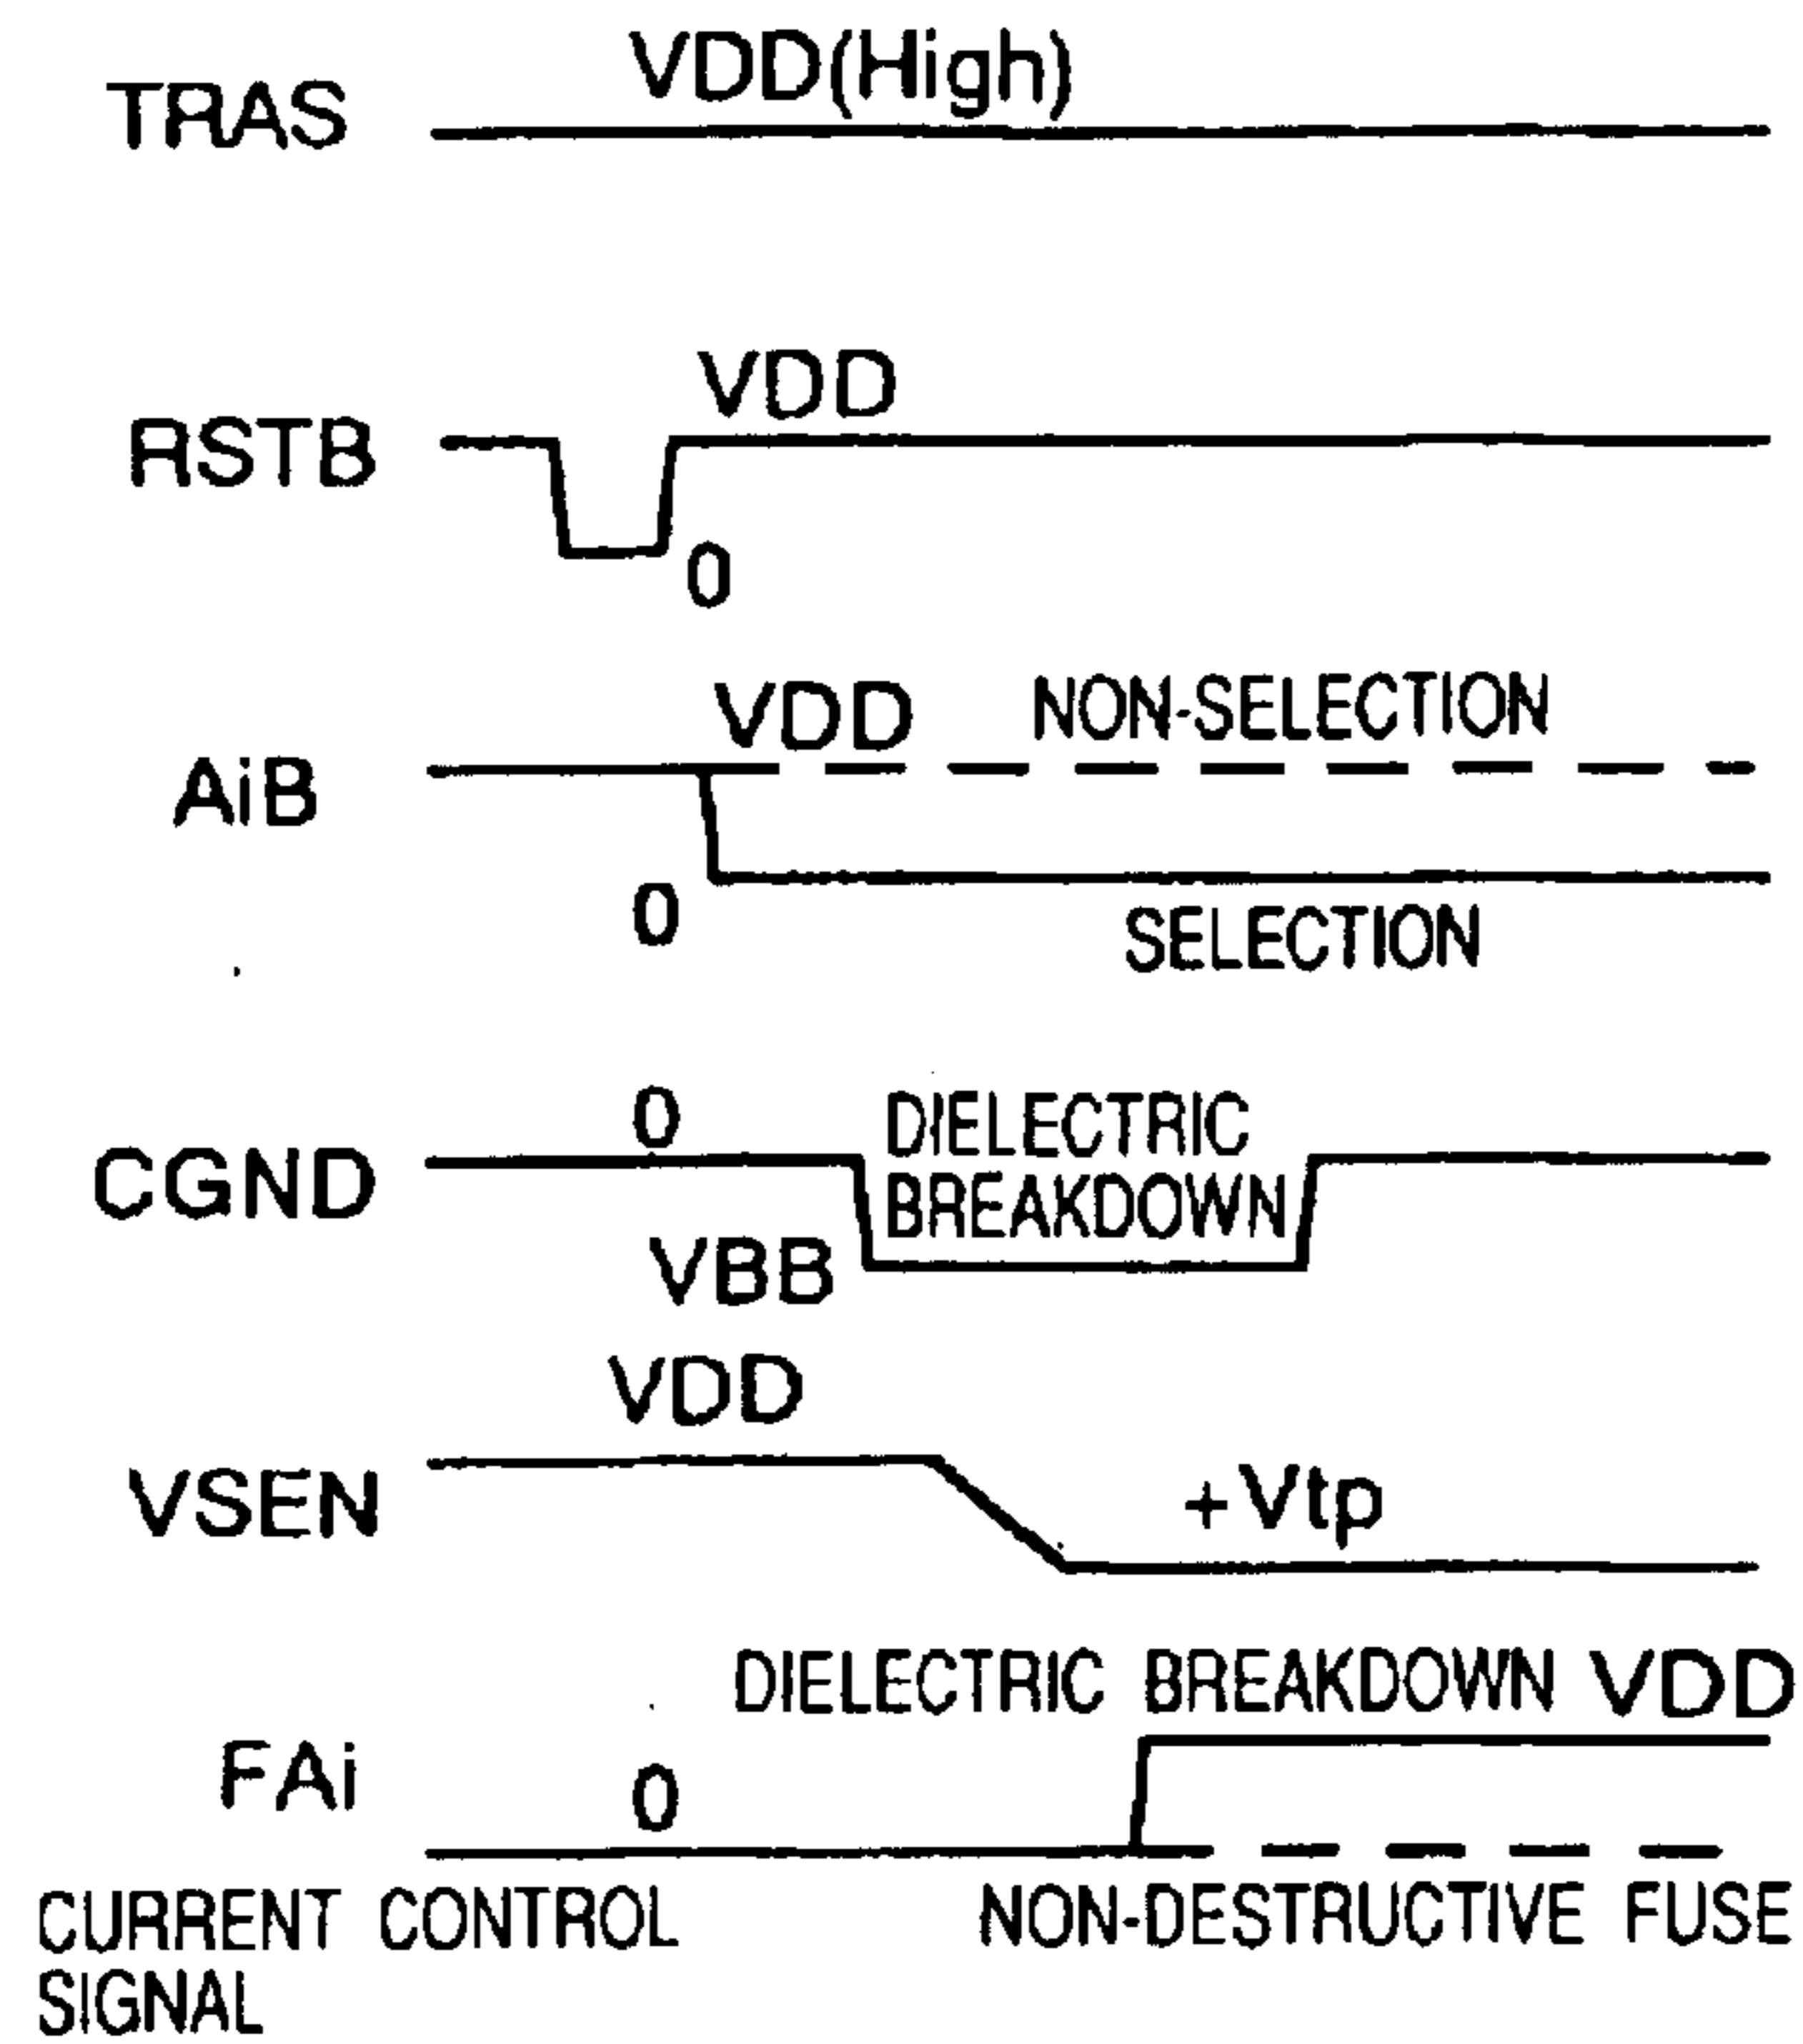 VDD(High)
TRAS
VDD
RSTB
0
VDD NON-SELECTION
AiB
0
SELECTION
0 DIELECTRIC
CGND
BREAKDOWN
VBB
VDD
VSEN
+Vtp
DIELECTRIC BREAKDOWN VDD
FAi
0
CURRENT CONTROL
SIGNAL
NON-DESTRUCTIVE FUSE